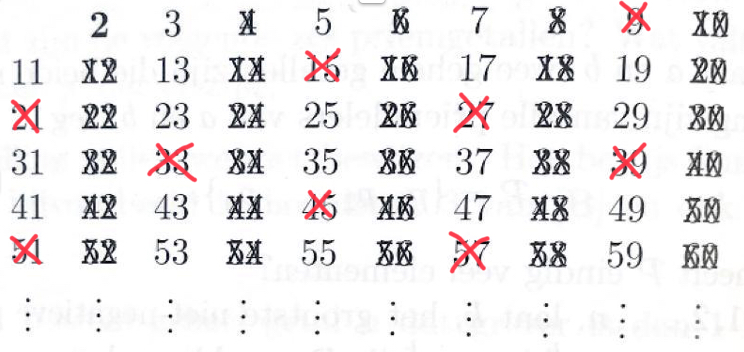 2 3 4 5 6 7 8 9 10
11 12 13 14 15 16 17 18 19 20
21 22 23 24 25 26 27 28 29 30
31 32 33 34 35 36 37 38 39 40
41 42 43 44 45 46 47 48 49 50
51 52 53 54 55 56 57 58 59 60
⋮ ⋮ ⋮ ⋮ ⋮ ⋮ ⋮ ⋮ ⋮ ⋮